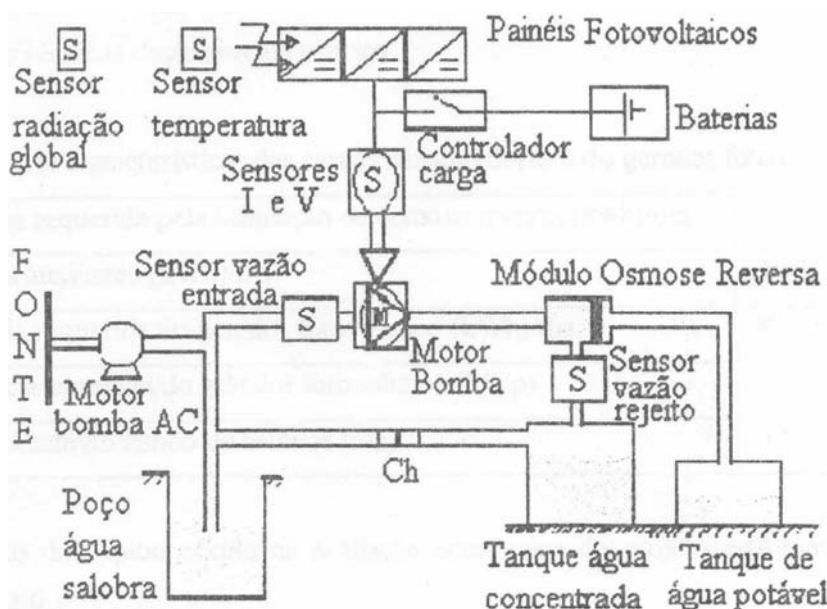 Painéis Fotovoltaicos
S
S
Sensor
radiação
global
Sensor
temperatura
Controlador
carga
Baterias
Sensores
I e V
S
Sensor vazão
entrada
S
M
Motor
Bomba
Módulo Osmose Reversa
S
Sensor
vazão
rejeito
F
O
N
T
E
Motor
bomba AC
Ch
Poço
água
salobra
Tanque água
concentrada
Tanque de
água potável